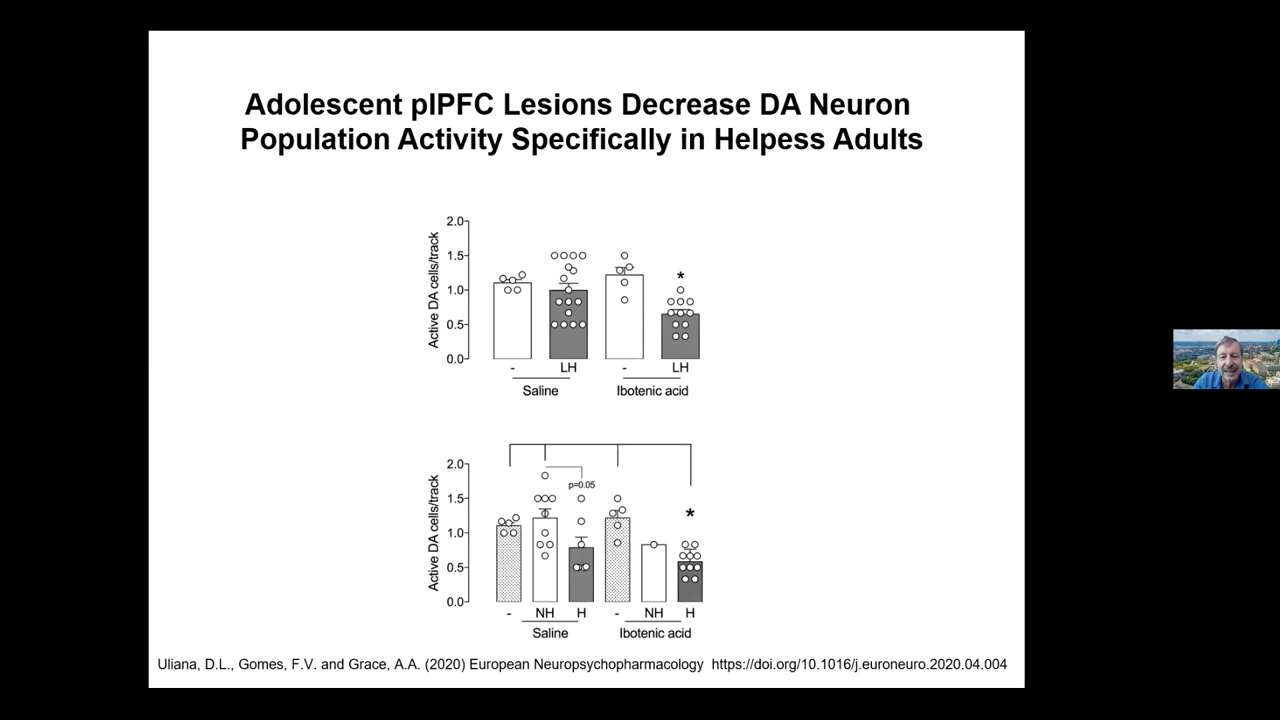 Adolescent plPFC Lesions Decrease DA Neuron
Population Activity Specifically in Helpess Adults
Active DA cells/track
2.0
1.5
1.0
0.5
0.0
*
- LH - LH
Saline Ibotenic acid
Active DA cells/track
2.0
1.5
1.0
0.5
0.0
p=0.05
*
- NH H - NH H
Saline Ibotenic acid
Uliana, D.L., Gomes, F.V. and Grace, A.A. (2020) European Neuropsychopharmacology https://doi.org/10.1016/j.euroneuro.2020.04.004